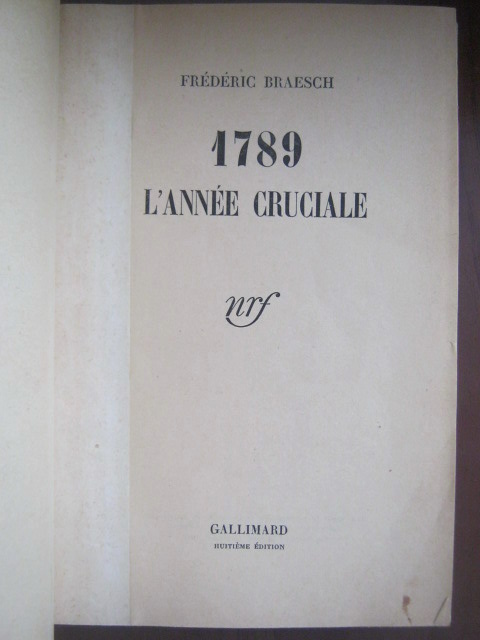 FRÉDÉRIC BRAESCH
1789
L'ANNÉE CRUCIALE
nrf
GALLIMARD
HUITIÈME ÉDITION